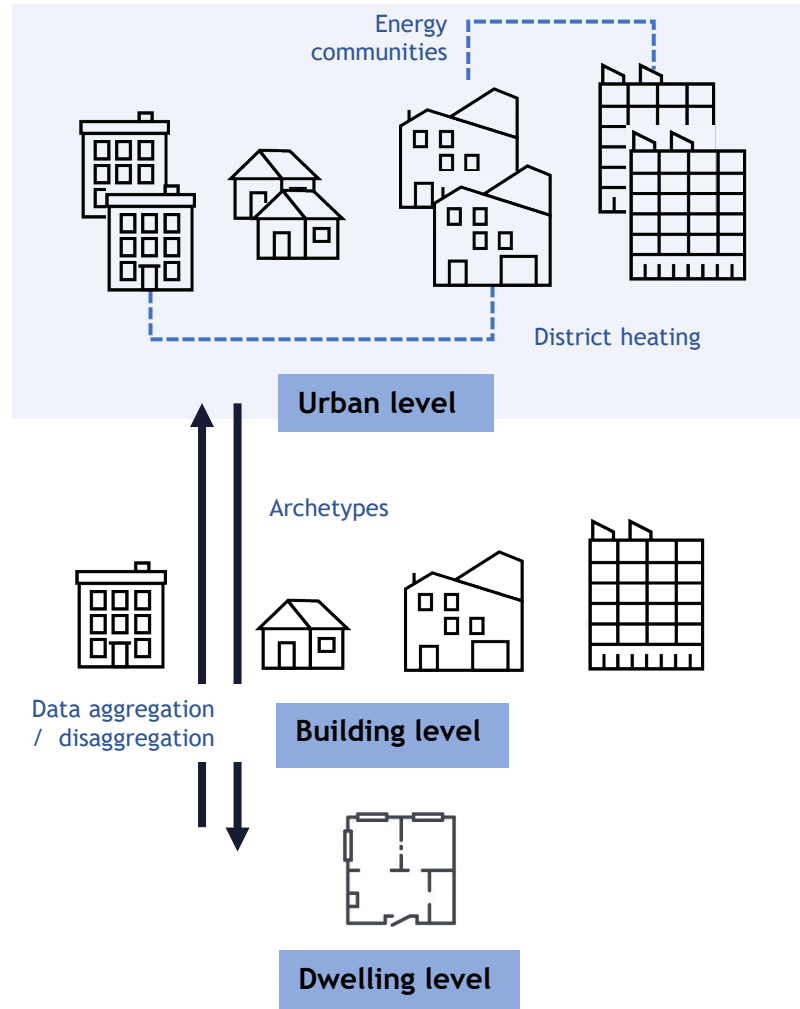 Energy
communities
District heating
Urban level
Archetypes
Data aggregation
/ disaggregation
Building level
Dwelling level